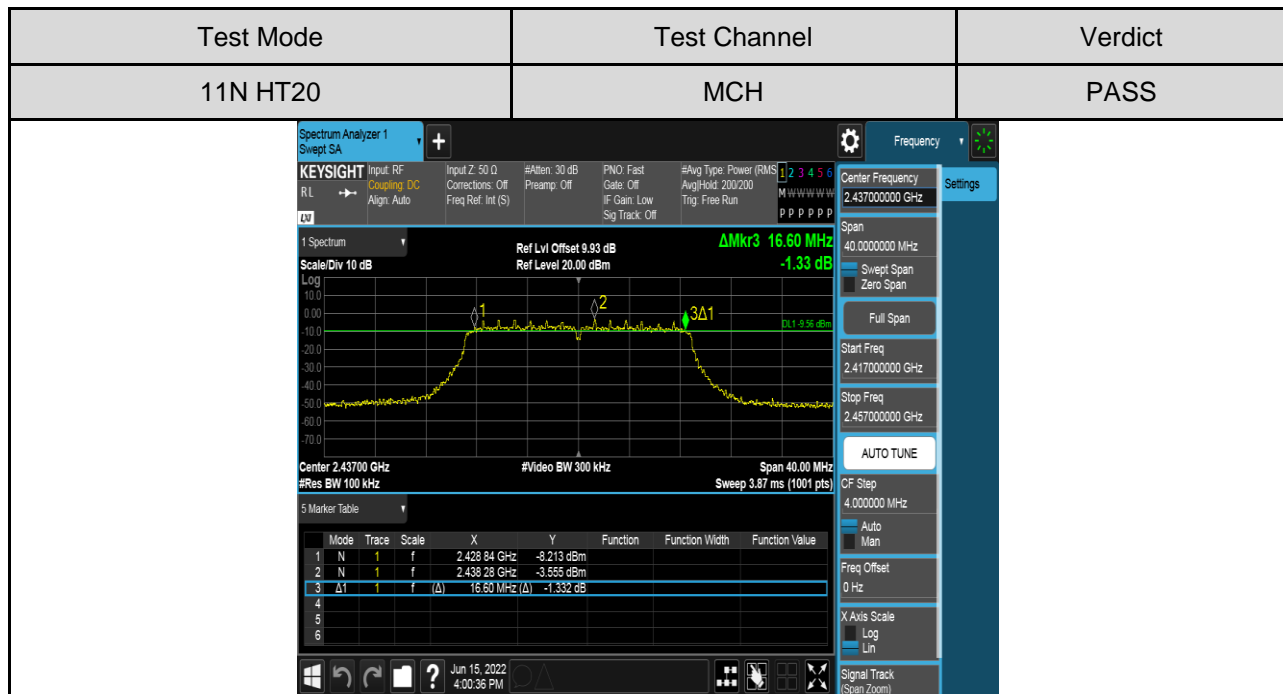 Test Mode Test Channel Verdict
11N HT20 MCH PASS
Spectrum Analyzer 1
Swept SA
+
Frequency
KEYSIGHT Input: RF Input Z: 50 Ω #Atten: 30 dB PNO: Fast #Avg Type: Power (RMS 1 2 3 4 5 6
RL Coupling: DC Corrections: Off Preamp: Off Gate: Off Avg|Hold: 200/200 M W W W W W
Align: Auto Freq Ref: Int (S) IF Gain: Low Trig: Free Run
LXI Sig Track: Off P P P P P P
1 Spectrum
Ref Lvl Offset 9.93 dB ΔMkr3 16.60 MHz
Scale/Div 10 dB Ref Level 20.00 dBm -1.33 dB
Log
10.0
0.00
-10.0
-20.0
-30.0
-40.0
-50.0
-60.0
-70.0
1 2 3Δ1
DL1 -9.56 dBm
Center 2.43700 GHz #Video BW 300 kHz Span 40.00 MHz
#Res BW 100 kHz Sweep 3.87 ms (1001 pts)
5 Marker Table
Mode Trace Scale X Y Function Function Width Function Value
1 N 1 f 2.428 84 GHz -8.213 dBm
2 N 1 f 2.438 28 GHz -3.555 dBm
3 Δ1 1 f (Δ) 16.60 MHz (Δ) -1.332 dB
4
5
6
? Jun 15, 2022
4:00:36 PM
Center Frequency
2.437000000 GHz
Settings
Span
40.0000000 MHz
Swept Span
Zero Span
Full Span
Start Freq
2.417000000 GHz
Stop Freq
2.457000000 GHz
AUTO TUNE
CF Step
4.000000 MHz
Auto
Man
Freq Offset
0 Hz
X Axis Scale
Log
Lin
Signal Track
(Span Zoom)